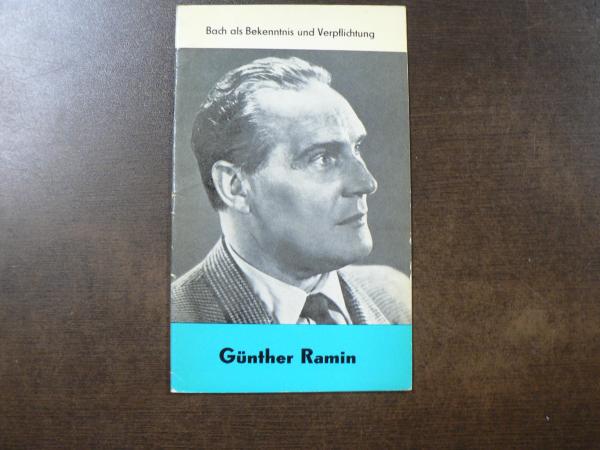 Bach als Bekenntnis und Verpflichtung
Günther Ramin